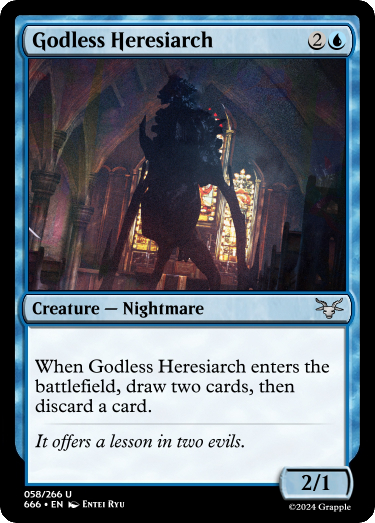 Godless Heresiarch 2
Creature — Nightmare
When Godless Heresiarch enters the
battlefield, draw two cards, then
discard a card.
It offers a lesson in two evils.
2/1
058/266 U
666 • EN Entei Ryu
©2024 Grapple